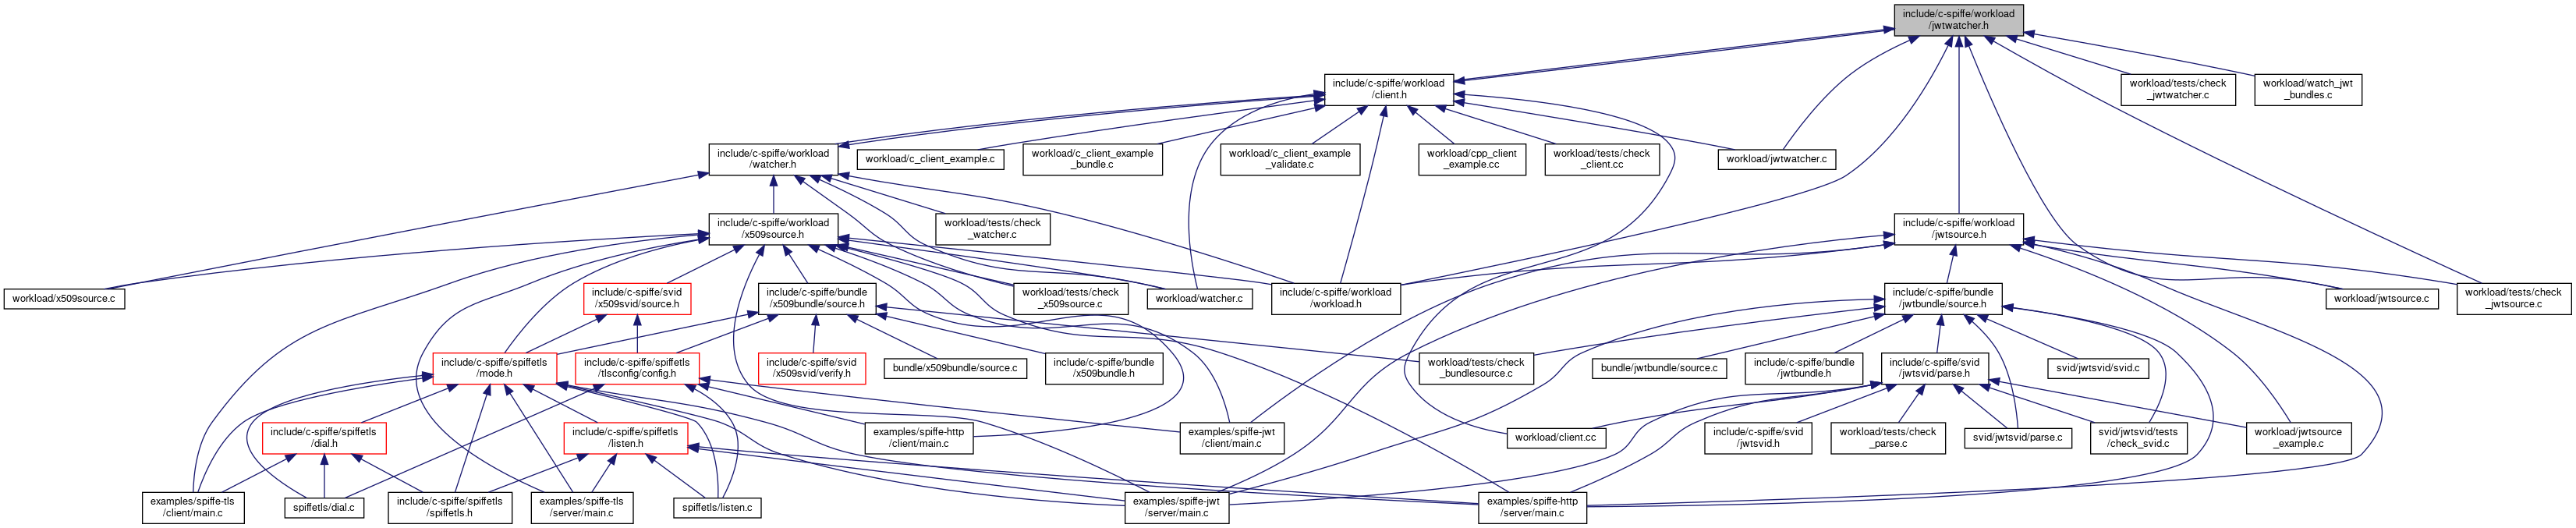 include/c-spiffe/workload
/jwtwatcher.h
include/c-spiffe/workload
/client.h
workload/tests/check
_jwtwatcher.c
workload/watch_jwt
_bundles.c
include/c-spiffe/workload
/watcher.h
workload/c_client_example.c
workload/c_client_example
_bundle.c
workload/c_client_example
_validate.c
workload/cpp_client
_example.cc
workload/tests/check
_client.cc
workload/jwtwatcher.c
include/c-spiffe/workload
/x509source.h
workload/tests/check
_watcher.c
include/c-spiffe/workload
/jwtsource.h
workload/x509source.c
include/c-spiffe/svid
/x509svid/source.h
include/c-spiffe/bundle
/x509bundle/source.h
workload/tests/check
_x509source.c
workload/watcher.c
include/c-spiffe/workload
/workload.h
include/c-spiffe/bundle
/jwtbundle/source.h
workload/jwtsource.c
workload/tests/check
_jwtsource.c
include/c-spiffe/spiffetls
/mode.h
include/c-spiffe/spiffetls
/tlsconfig/config.h
include/c-spiffe/svid
/x509svid/verify.h
bundle/x509bundle/source.c
include/c-spiffe/bundle
/x509bundle.h
workload/tests/check
_bundlesource.c
bundle/jwtbundle/source.c
include/c-spiffe/bundle
/jwtbundle.h
include/c-spiffe/svid
/jwtsvid/parse.h
svid/jwtsvid/svid.c
include/c-spiffe/spiffetls
/dial.h
include/c-spiffe/spiffetls
/listen.h
examples/spiffe-http
/client/main.c
examples/spiffe-jwt
/client/main.c
workload/client.cc
include/c-spiffe/svid
/jwtsvid.h
workload/tests/check
_parse.c
svid/jwtsvid/parse.c
svid/jwtsvid/tests
/check_svid.c
workload/jwtsource
_example.c
examples/spiffe-tls
/client/main.c
spiffetls/dial.c
include/c-spiffe/spiffetls
/spiffetls.h
examples/spiffe-tls
/server/main.c
spiffetls/listen.c
examples/spiffe-jwt
/server/main.c
examples/spiffe-http
/server/main.c